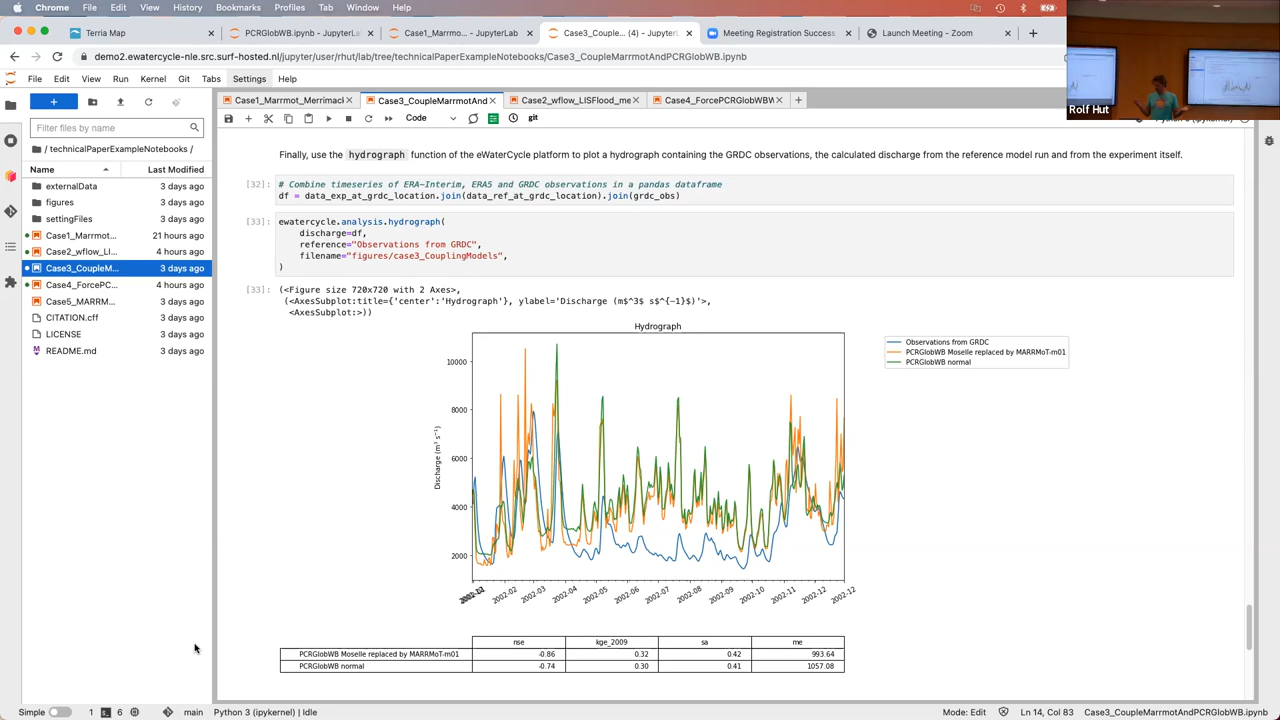 Chrome File Edit View History Bookmarks Profiles Tab Window Help
Terria Map
PCRGlobWB.ipynb - JupyterLa
Case1_Marrmo... - JupyterLab
Case3_Couple... (4) - Jupyter
Meeting Registration Success
Launch Meeting - Zoom
demo2.ewatercycle-nle.src.surf-hosted.nl/jupyter/user/rhut/lab/tree/technicalPaperExampleNotebooks/Case3_CoupleMarrmotAndPCRGlobWB.ipynb
Rolf Hut
File Edit View Run Kernel Git Tabs Settings Help
Case1_Marrmot_Merrimack
Case3_CoupleMarrmotAnd
Case2_wflow_LISFlood_me
Case4_ForcePCRGlobWBW
Code
git
Filter files by name
/ technicalPaperExampleNotebooks /
Name Last Modified
externalData 3 days ago
figures 3 days ago
settingFiles 3 days ago
Case1_Marrmot... 21 hours ago
Case2_wflow_LI... 4 hours ago
Case3_CoupleM... 3 days ago
Case4_ForcePC... 4 hours ago
Case5_MARRM... 3 days ago
CITATION.cff 3 days ago
LICENSE 3 days ago
README.md 3 days ago
Finally, use the hydrograph function of the eWaterCycle platform to plot a hydrograph containing the GRDC observations, the calculated discharge from the reference model run and from the experiment itself.
[32]: # Combine timeseries of ERA-Interim, ERA5 and GRDC observations in a pandas dataframe
df = data_exp_at_grdc_location.join(data_ref_at_grdc_location).join(grdc_obs)
[33]: ewatercycle.analysis.hydrograph(
discharge=df,
reference="Observations from GRDC",
filename="figures/case3_CouplingModels",
)
[33]: (<Figure size 720x720 with 2 Axes>,
(<AxesSubplot:title={'center':'Hydrograph'}, ylabel='Discharge (m$^3$ s$^{-1}$)'>,
<AxesSubplot:>))
Hydrograph
Observations from GRDC
PCRGlobWB Moselle replaced by MARRMoT-m01
PCRGlobWB normal
10000
8000
6000
4000
2000
Discharge (m³ s⁻¹)
2002-02 2002-03 2002-04 2002-05 2002-06 2002-07 2002-08 2002-09 2002-10 2002-11 2002-12 2002-12
nse kge_2009 sa me
PCRGlobWB Moselle replaced by MARRMoT-m01 -0.86 0.32 0.42 993.64
PCRGlobWB normal -0.74 0.30 0.41 1057.08
Simple 1 6 main Python 3 (ipykernel) | Idle Mode: Edit Ln 14, Col 83 Case3_CoupleMarrmotAndPCRGlobWB.ipynb